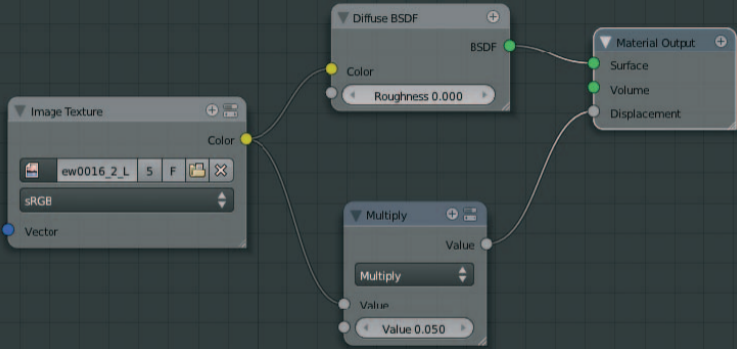 Diffuse BSDF
BSDF
Color
Roughness 0.000
Material Output
Surface
Volume
Displacement
Image Texture
Color
ew0016_2_L 5 F
sRGB
Vector
Multiply
Value
Multiply
Value
Value 0.050